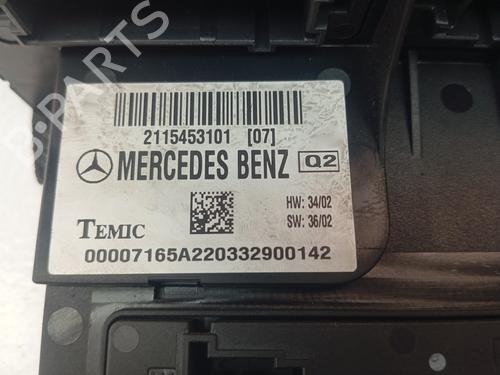 B-PARTS
2115453101 [07]
MERCEDES BENZ Q2
HW: 34/02
SW: 36/02
TEMIC
00007165A220332900142